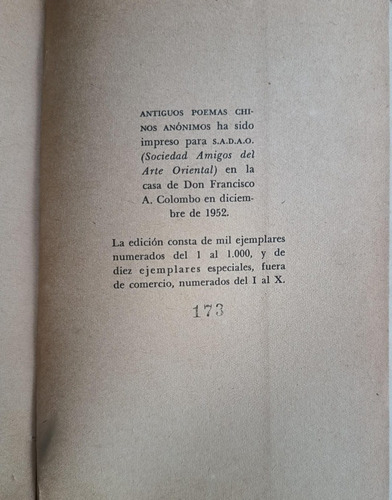 ANTIGUOS POEMAS CHI-
NOS ANÓNIMOS ha sido
impreso para S.A.D.A.O.
(Sociedad Amigos del
Arte Oriental) en la
casa de Don Francisco
A. Colombo en diciem-
bre de 1952.
La edición consta de mil ejemplares
numerados del 1 al 1.000, y de
diez ejemplares especiales, fuera
de comercio, numerados del I al X.
173